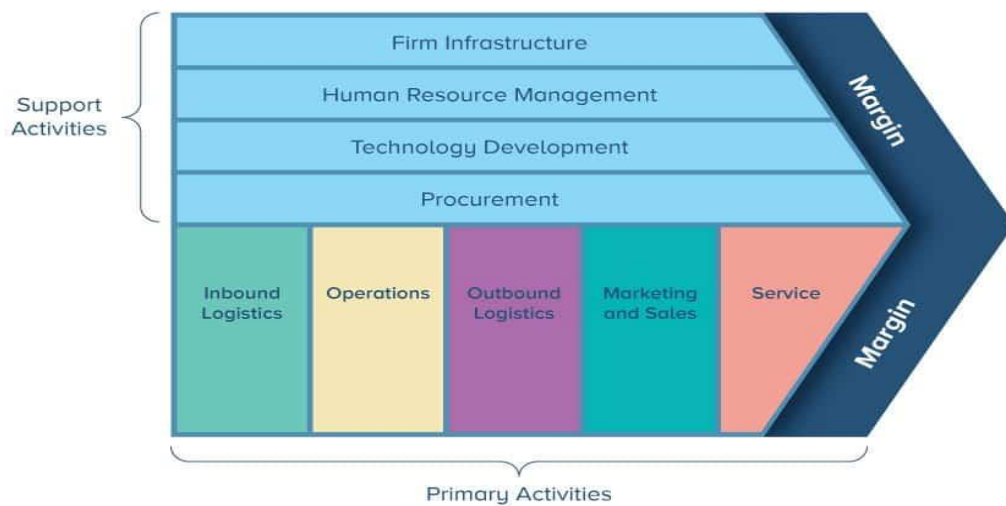 Firm Infrastructure
Human Resource Management
Support
Activities
Technology Development
Procurement
Margin
Inbound
Logistics
Operations
Outbound
Logistics
Marketing
and Sales
Service
Margin
Primary Activities